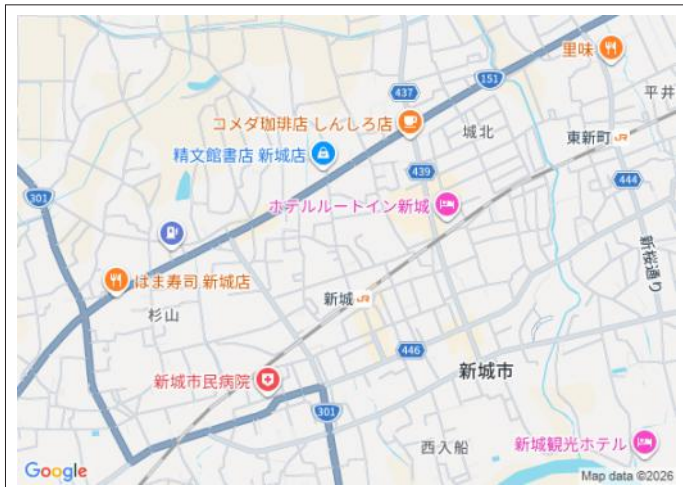 里味
151
437
平井
コメダ珈琲店 しんしろ店
城北
東新町
精文館書店 新城店
439
444
301
ホテルルートイン新城
新桜通り
はま寿司 新城店
新城
杉山
446
新城市
新城市民病院
301
西入船
新城観光ホテル
Google
Map data ©2026